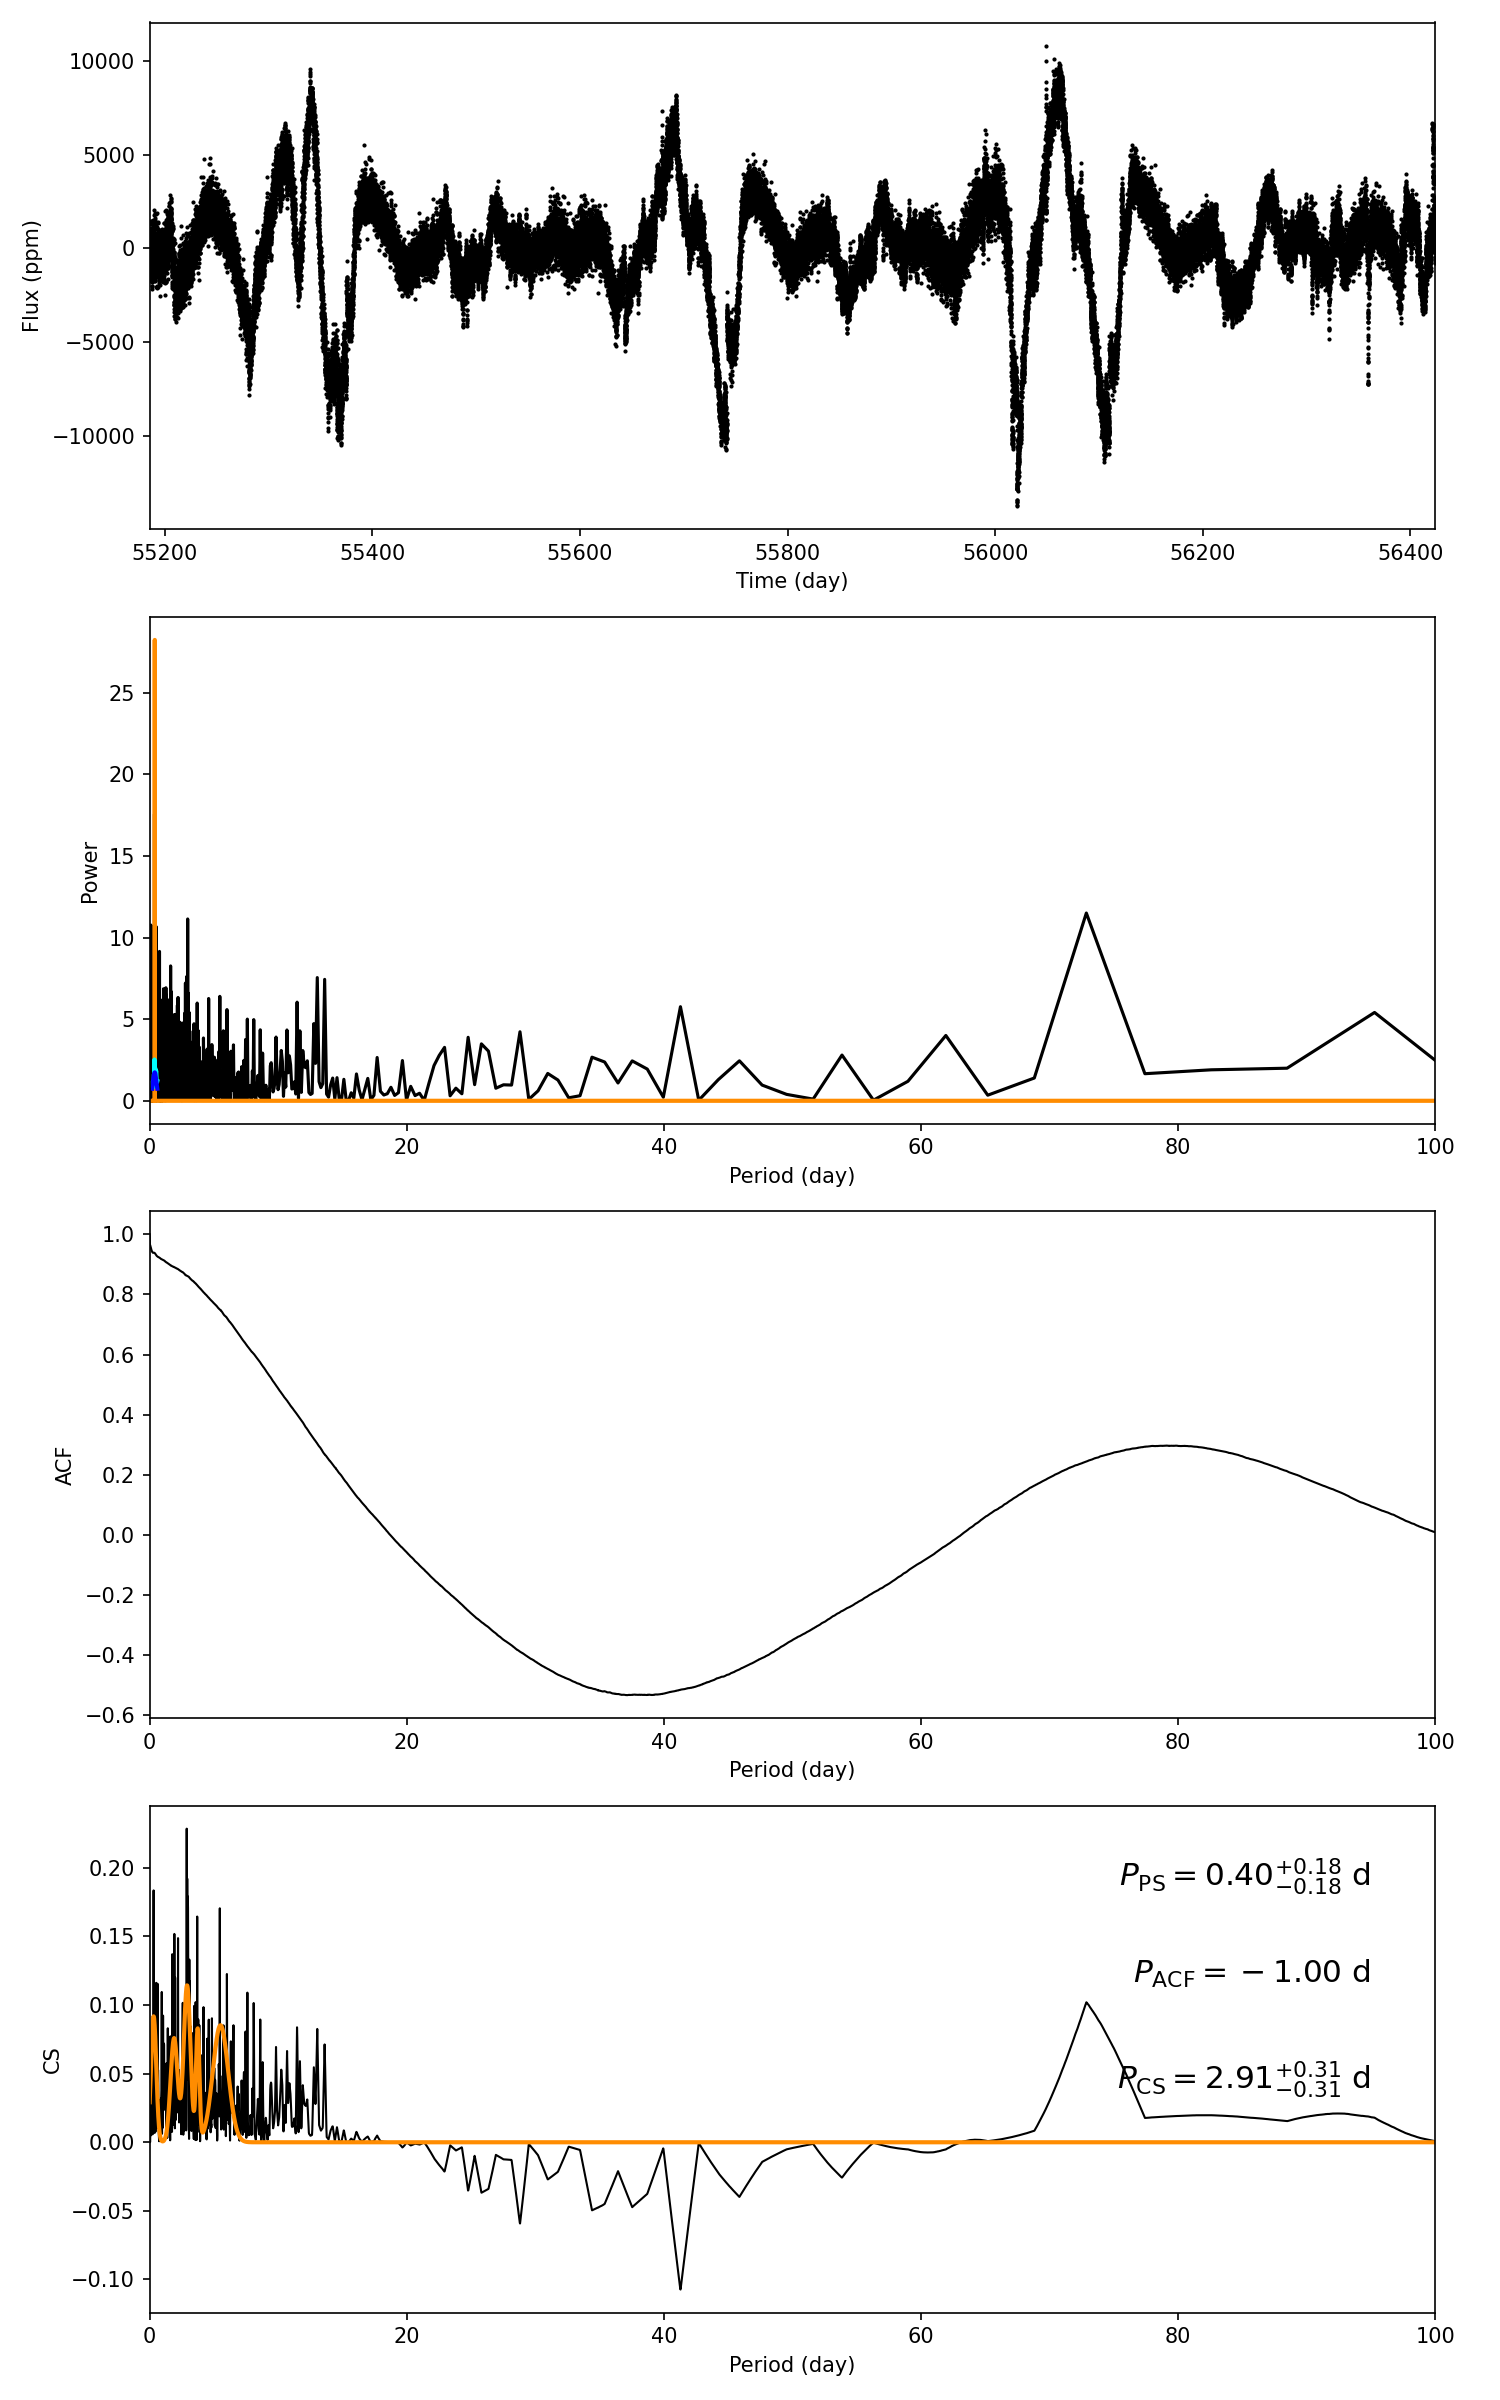 10000
5000
0
−5000
−10000
Flux (ppm)
55200 55400 55600 55800 56000 56200 56400
Time (day)
25
20
15
10
5
0
Power
0 20 40 60 80 100
Period (day)
1.0
0.8
0.6
0.4
0.2
0.0
−0.2
−0.4
−0.6
ACF
0 20 40 60 80 100
Period (day)
0.20
0.15
0.10
0.05
0.00
−0.05
−0.10
CS
P_PS = 0.40 +0.18 −0.18 d
P_ACF = −1.00 d
P_CS = 2.91 +0.31 −0.31 d
0 20 40 60 80 100
Period (day)